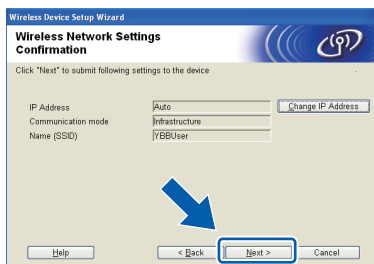 Wireless Device Setup Wizard
Wireless Network Settings
Confirmation
Click "Next" to submit following settings to the device
IP Address Auto Change IP Address
Communication mode Infrastructure
Name (SSID) YBBUser
Help < Back Next > Cancel